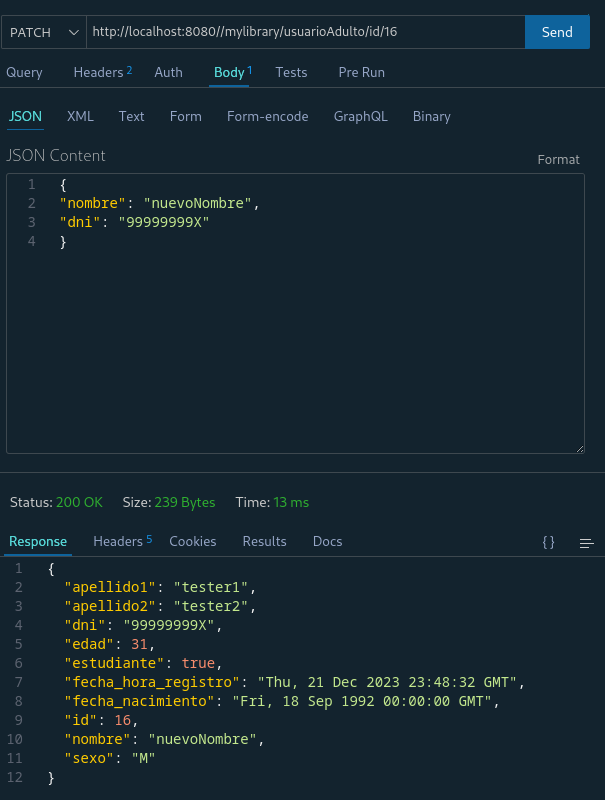 PATCH http://localhost:8080//mylibrary/usuarioAdulto/id/16 Send
Query Headers 2 Auth Body 1 Tests Pre Run
JSON XML Text Form Form-encode GraphQL Binary
JSON Content Format
1 {
2 "nombre": "nuevoNombre",
3 "dni": "99999999X"
4 }
Status: 200 OK Size: 239 Bytes Time: 13 ms
Response Headers 5 Cookies Results Docs { }
1 {
2 "apellido1": "tester1",
3 "apellido2": "tester2",
4 "dni": "99999999X",
5 "edad": 31,
6 "estudiante": true,
7 "fecha_hora_registro": "Thu, 21 Dec 2023 23:48:32 GMT",
8 "fecha_nacimiento": "Fri, 18 Sep 1992 00:00:00 GMT",
9 "id": 16,
10 "nombre": "nuevoNombre",
11 "sexo": "M"
12 }